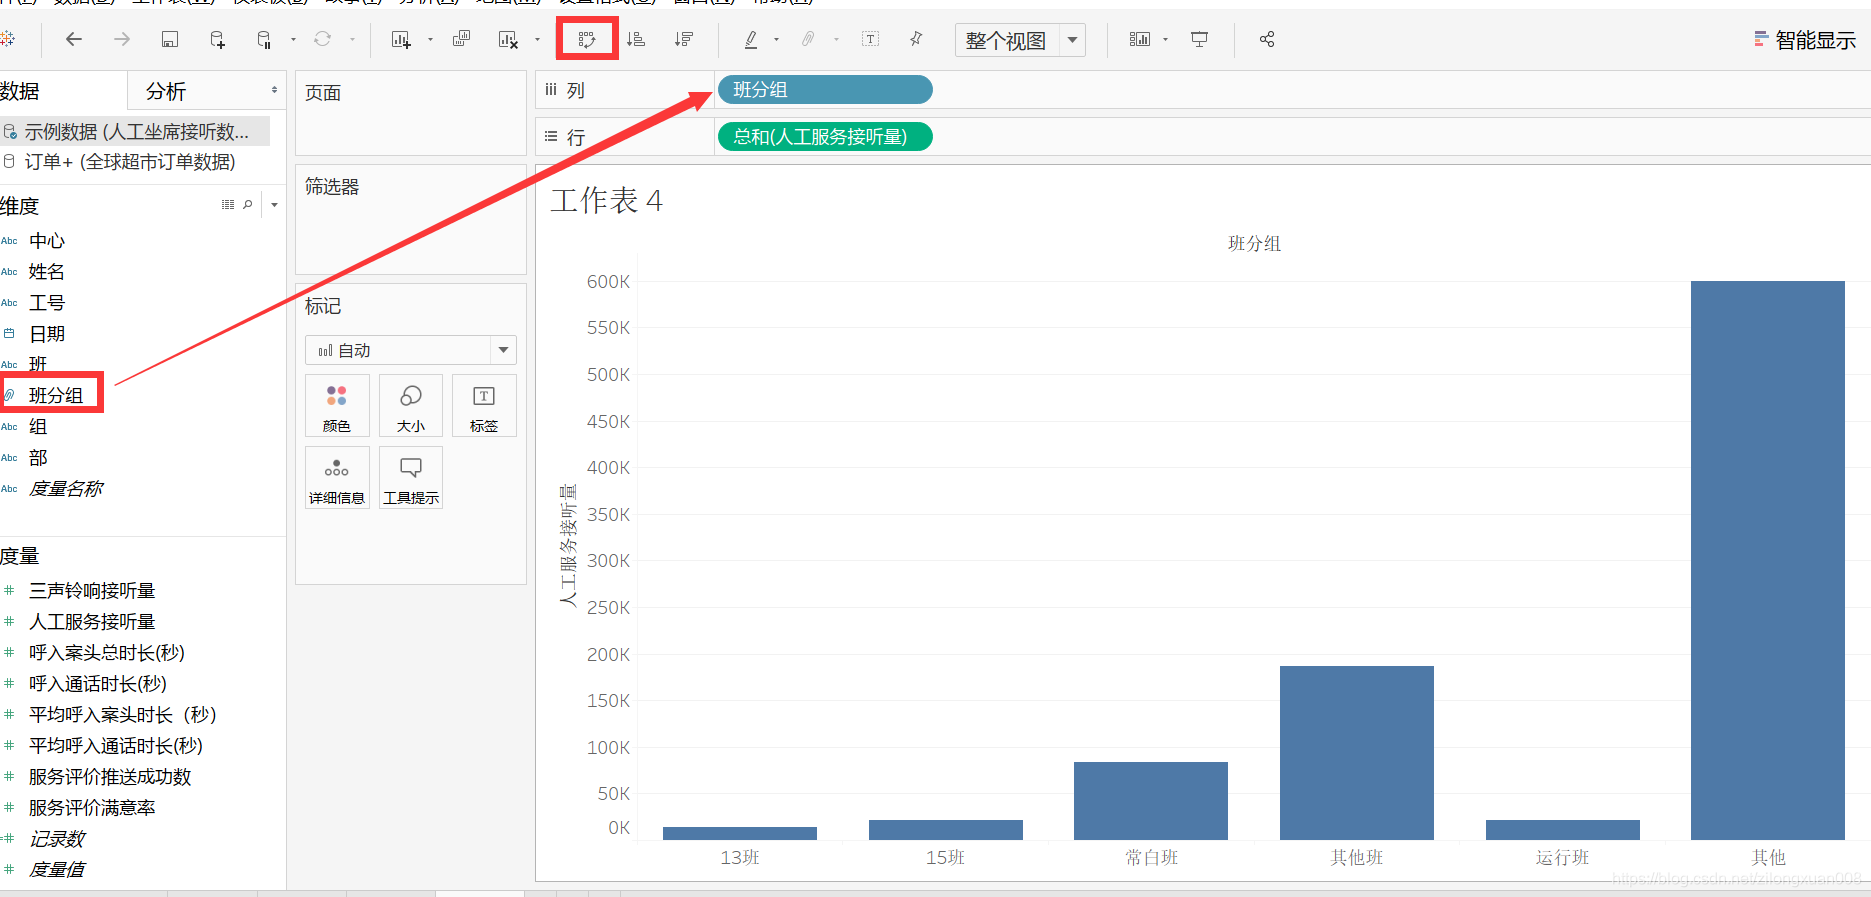 整个视图
智能显示
数据
分析
示例数据 (人工坐席接听数...
订单+ (全球超市订单数据)
维度
Abc 中心
Abc 姓名
Abc 工号
日期
Abc 班
班分组
Abc 组
Abc 部
Abc 度量名称
度量
三声铃响接听量
人工服务接听量
呼入案头总时长(秒)
呼入通话时长(秒)
平均呼入案头时长（秒）
平均呼入通话时长(秒)
服务评价推送成功数
服务评价满意率
记录数
度量值
页面
筛选器
标记
自动
颜色
大小
标签
详细信息
工具提示
列
班分组
行
总和(人工服务接听量)
工作表 4
班分组
人工服务接听量
600K
550K
500K
450K
400K
350K
300K
250K
200K
150K
100K
50K
0K
13班
15班
常白班
其他班
运行班
其他
https://blog.csdn.net/zilongxuan008